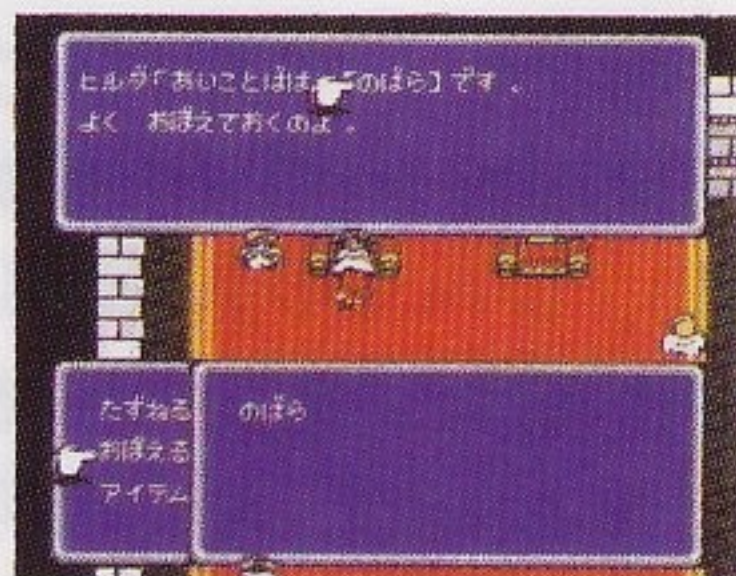 ヒルダ「あいことばは 「のばら」です 。
よく おぼえておくのよ 。
たずねる
おぼえる
アイテム
のばら